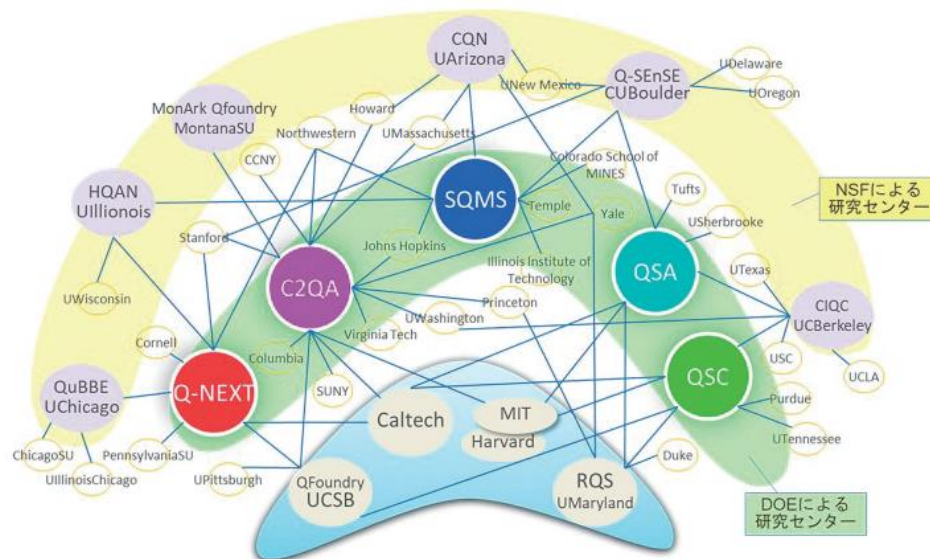 CQN
UArizona
Q-SEnSE
CUBoulder
UDelaware
UOregon
UNew Mexico
MonArk Qfoundry
MontanaSU
Howard
Northwestern
UMassachusetts
CCNY
Colorado School of
MINES
HQAN
UIllionois
SQMS
Temple
Yale
Tufts
NSFによる
研究センター
Stanford
USherbrooke
Johns Hopkins
Illinois Institute of
Technology
QSA
C2QA
UTexas
UWisconsin
Princeton
UWashington
CIQC
UCBerkeley
Virginia Tech
Cornell
Columbia
USC
UCLA
QuBBE
UChicago
Q-NEXT
SUNY
QSC
Purdue
Caltech
MIT
Harvard
UTennessee
ChicagoSU
PennsylvaniaSU
Duke
UIllinoisChicago
UPittsburgh
QFoundry
UCSB
RQS
UMaryland
DOEによる
研究センター